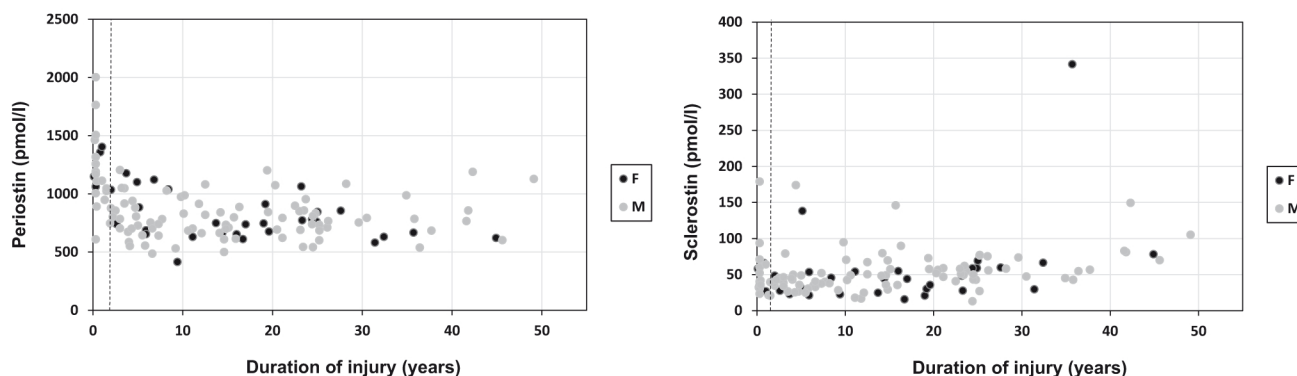 2500
2000
1500
1000
500
0
Periostin (pmol/l)
0 10 20 30 40 50
Duration of injury (years)
F
M
400
350
300
250
200
150
100
50
0
Sclerostin (pmol/l)
0 10 20 30 40 50
Duration of injury (years)
F
M